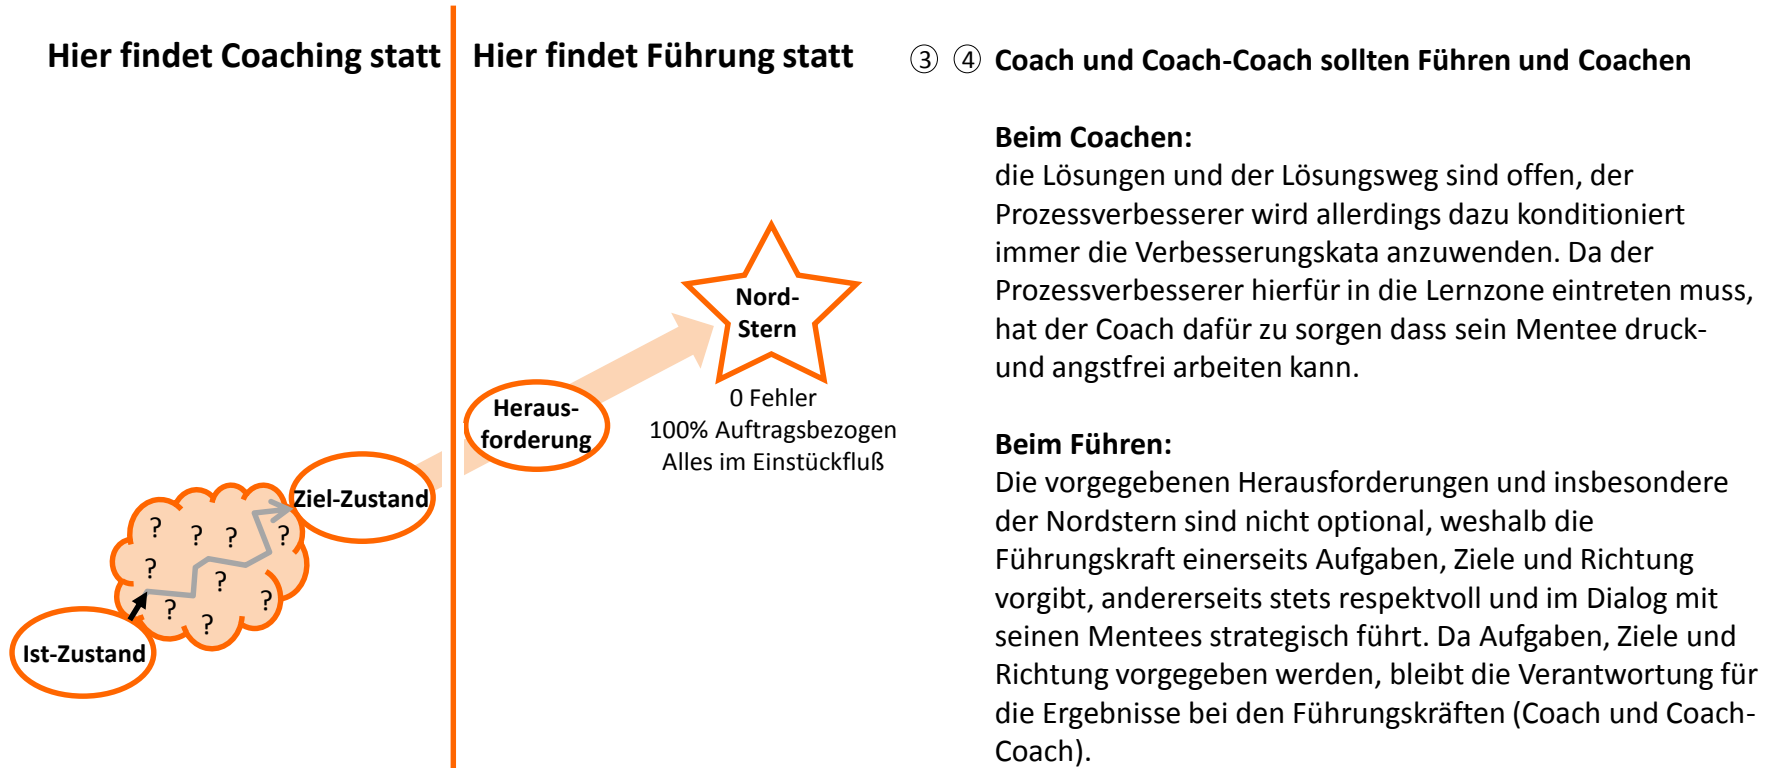 Hier findet Coaching statt
Hier findet Führung statt
Nord-
Stern
0 Fehler
100% Auftragsbezogen
Alles im Einstückfluß
Heraus-
forderung
Ziel-Zustand
? ? ? ?
? ?
? ? ?
Ist-Zustand
③ ④ Coach und Coach-Coach sollten Führen und Coachen
Beim Coachen:
die Lösungen und der Lösungsweg sind offen, der
Prozessverbesserer wird allerdings dazu konditioniert
immer die Verbesserungskata anzuwenden. Da der
Prozessverbesserer hierfür in die Lernzone eintreten muss,
hat der Coach dafür zu sorgen dass sein Mentee druck-
und angstfrei arbeiten kann.
Beim Führen:
Die vorgegebenen Herausforderungen und insbesondere
der Nordstern sind nicht optional, weshalb die
Führungskraft einerseits Aufgaben, Ziele und Richtung
vorgibt, andererseits stets respektvoll und im Dialog mit
seinen Mentees strategisch führt. Da Aufgaben, Ziele und
Richtung vorgegeben werden, bleibt die Verantwortung für
die Ergebnisse bei den Führungskräften (Coach und Coach-
Coach).